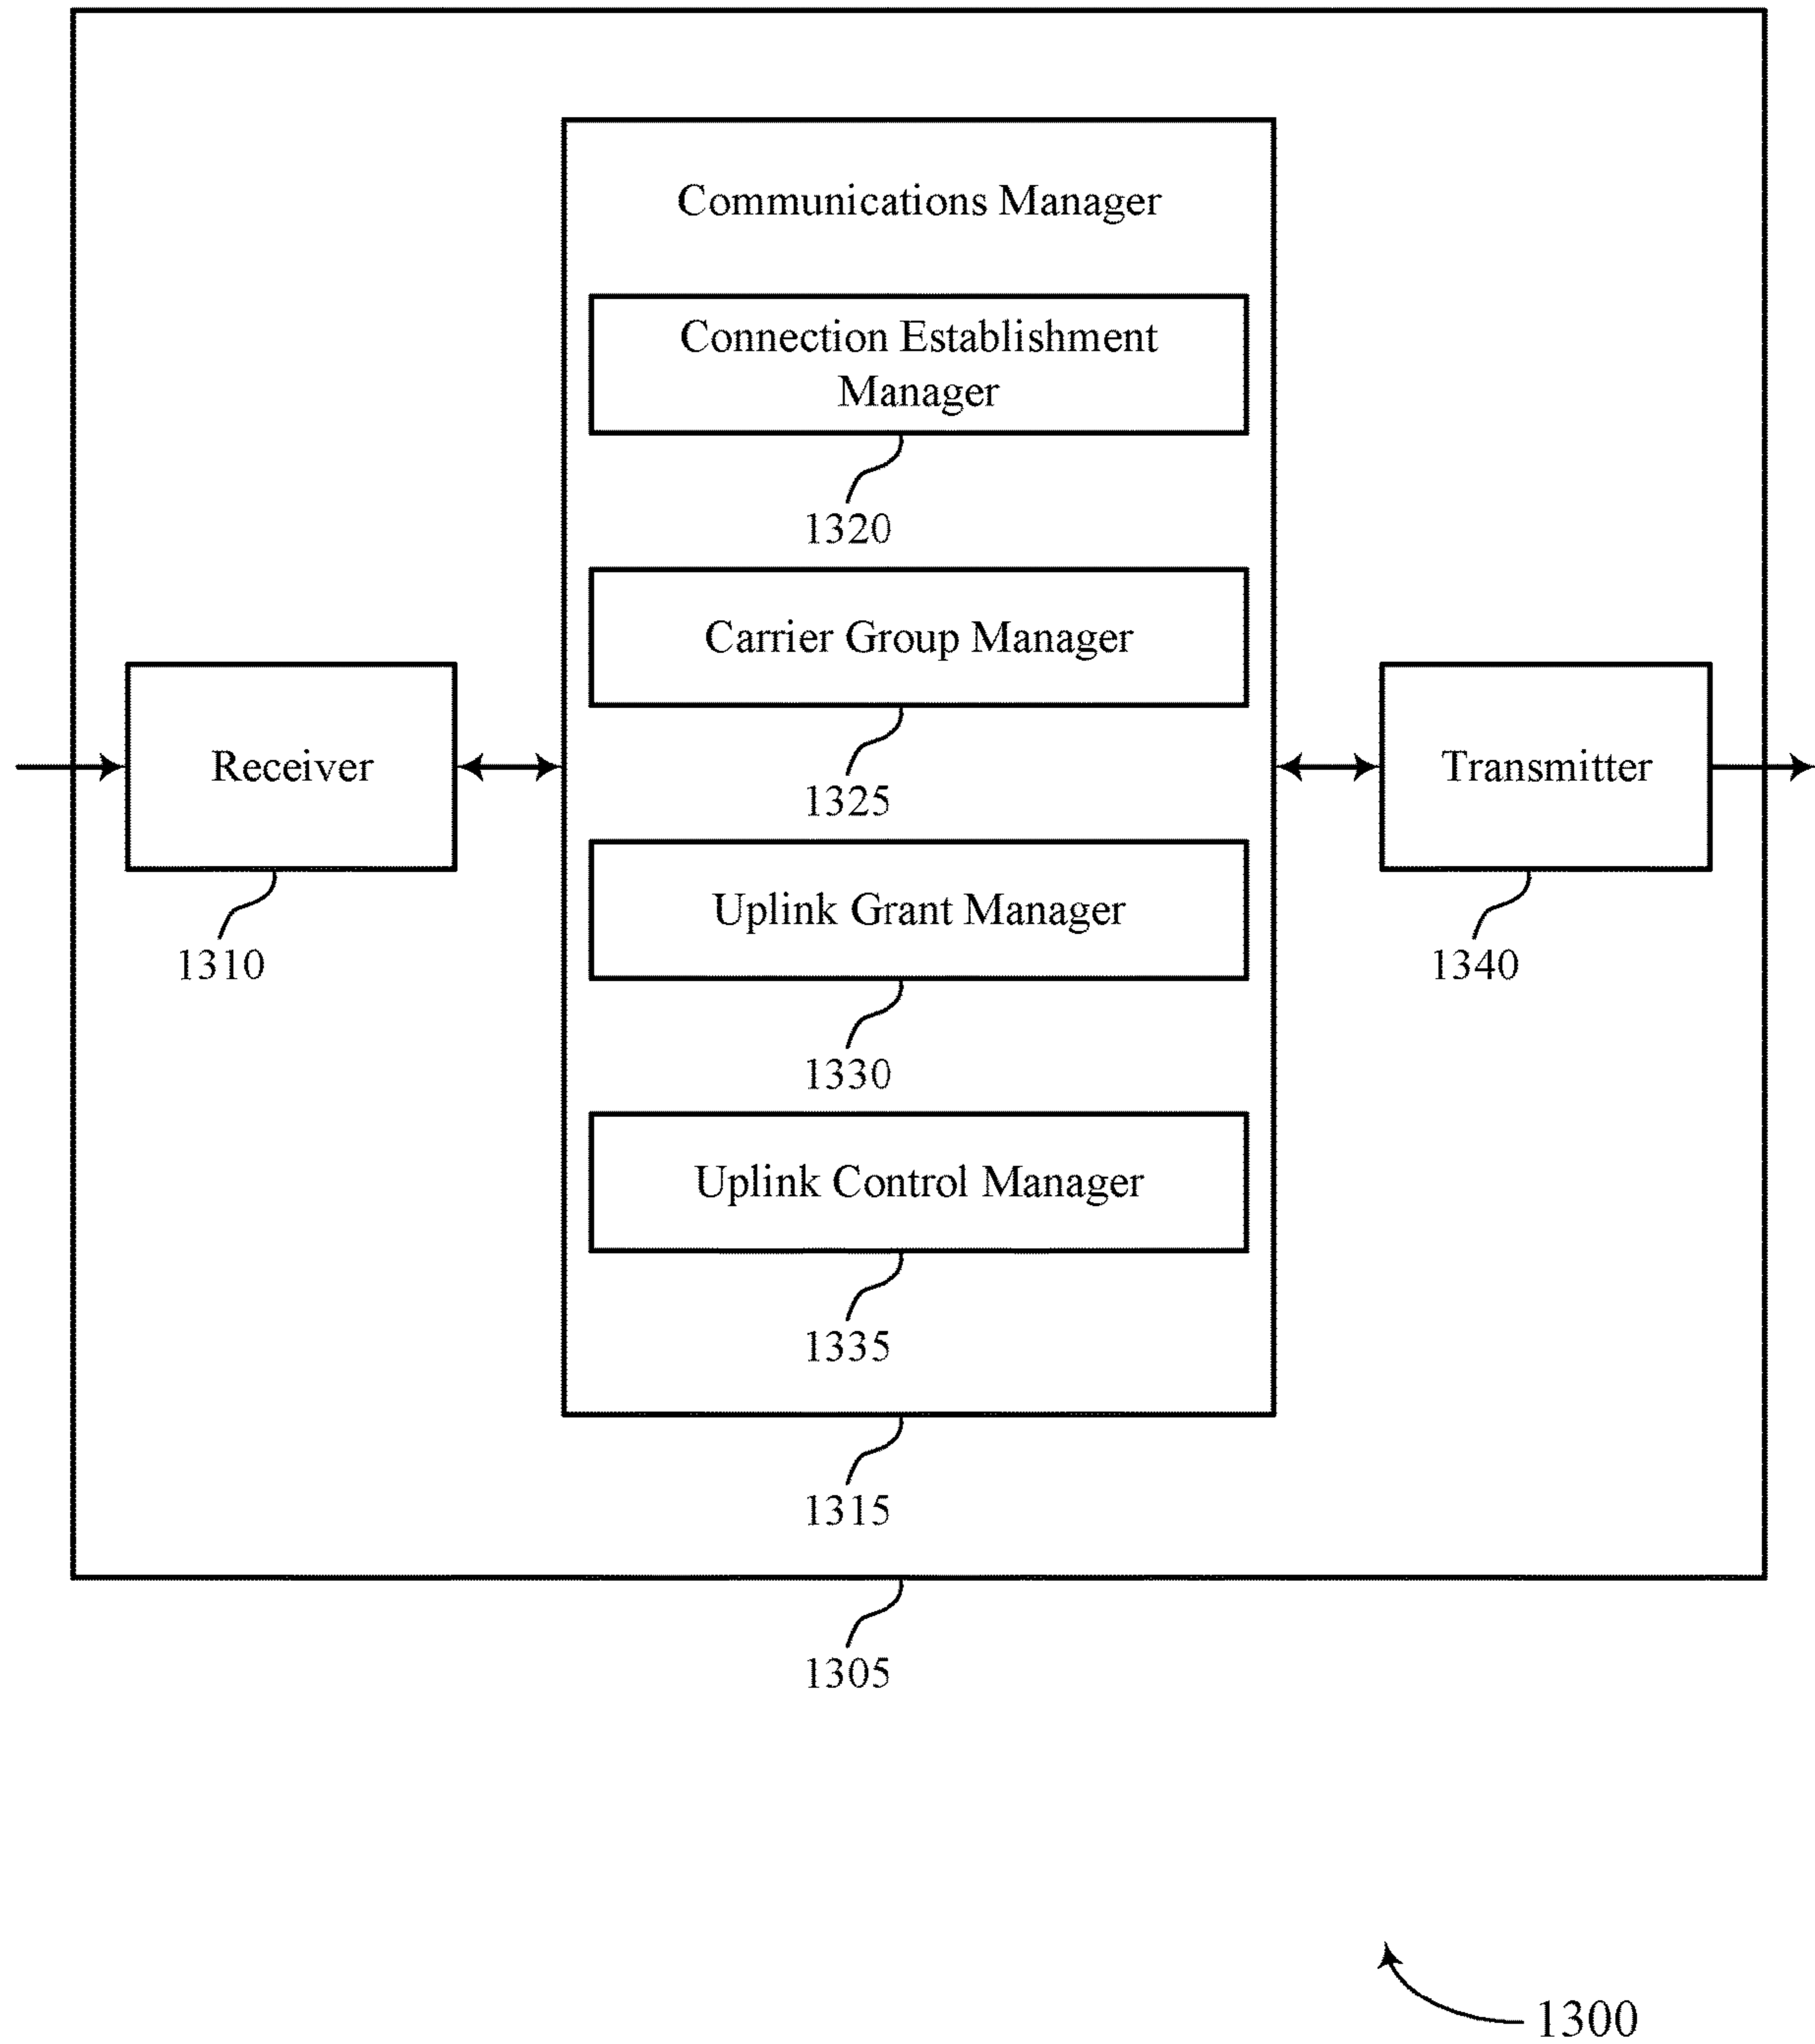 Communications Manager
Connection Establishment
Manager
1320
Carrier Group Manager
1325
Receiver
1310
Transmitter
1340
Uplink Grant Manager
1330
Uplink Control Manager
1335
1315
1305
1300